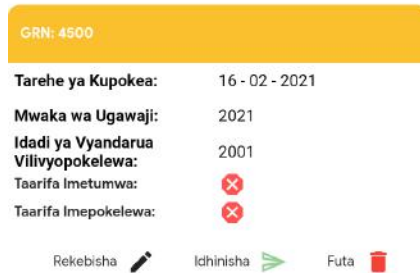 GRN: 4500
Tarehe ya Kupokea: 16 - 02 - 2021
Mwaka wa Ugawaji: 2021
Idadi ya Vyandarua
Vilivyopokelewa: 2001
Taarifa Imetumwa:
Taarifa Imepokelewa:
Rekebisha Idhinisha Futa